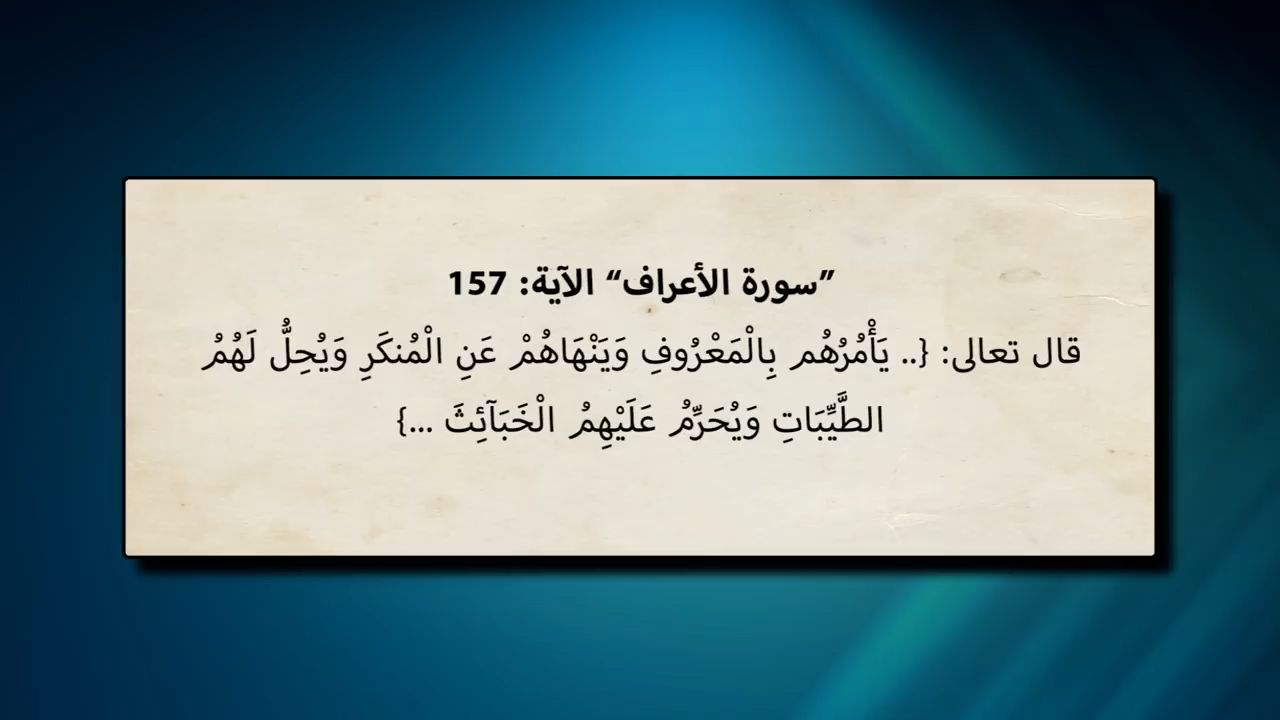 ”سورة الأعراف“ الآية: 157
قال تعالى: {.. يَأْمُرُهُم بِالْمَعْرُوفِ وَيَنْهَاهُمْ عَنِ الْمُنكَرِ وَيُحِلُّ لَهُمُ
الطَّيِّبَاتِ وَيُحَرِّمُ عَلَيْهِمُ الْخَبَآئِثَ ...}